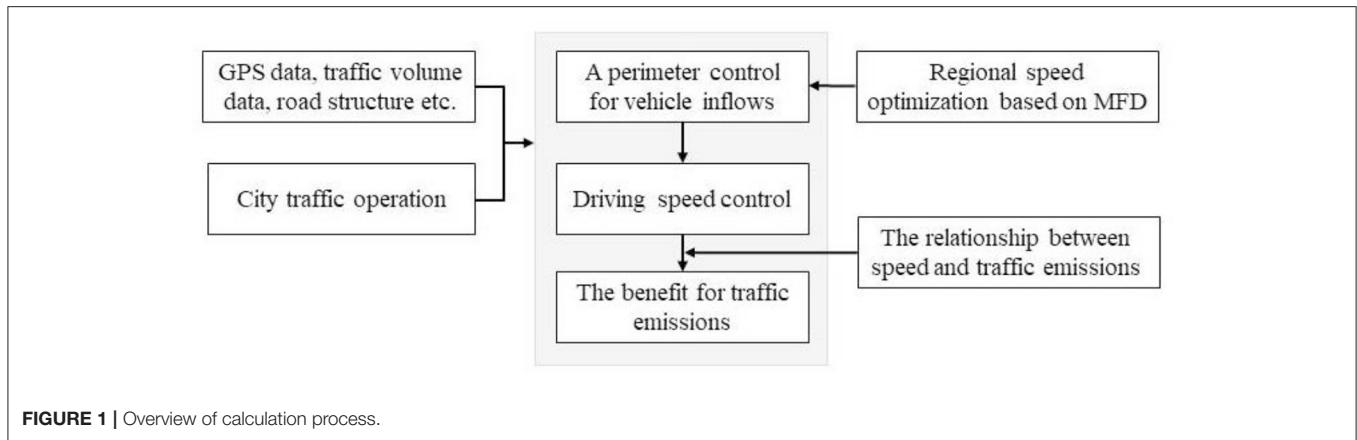 GPS data, traffic volume
data, road structure etc.
City traffic operation
A perimeter control
for vehicle inflows
Driving speed control
The benefit for traffic
emissions
Regional speed
optimization based on MFD
The relationship between
speed and traffic emissions
FIGURE 1 | Overview of calculation process.